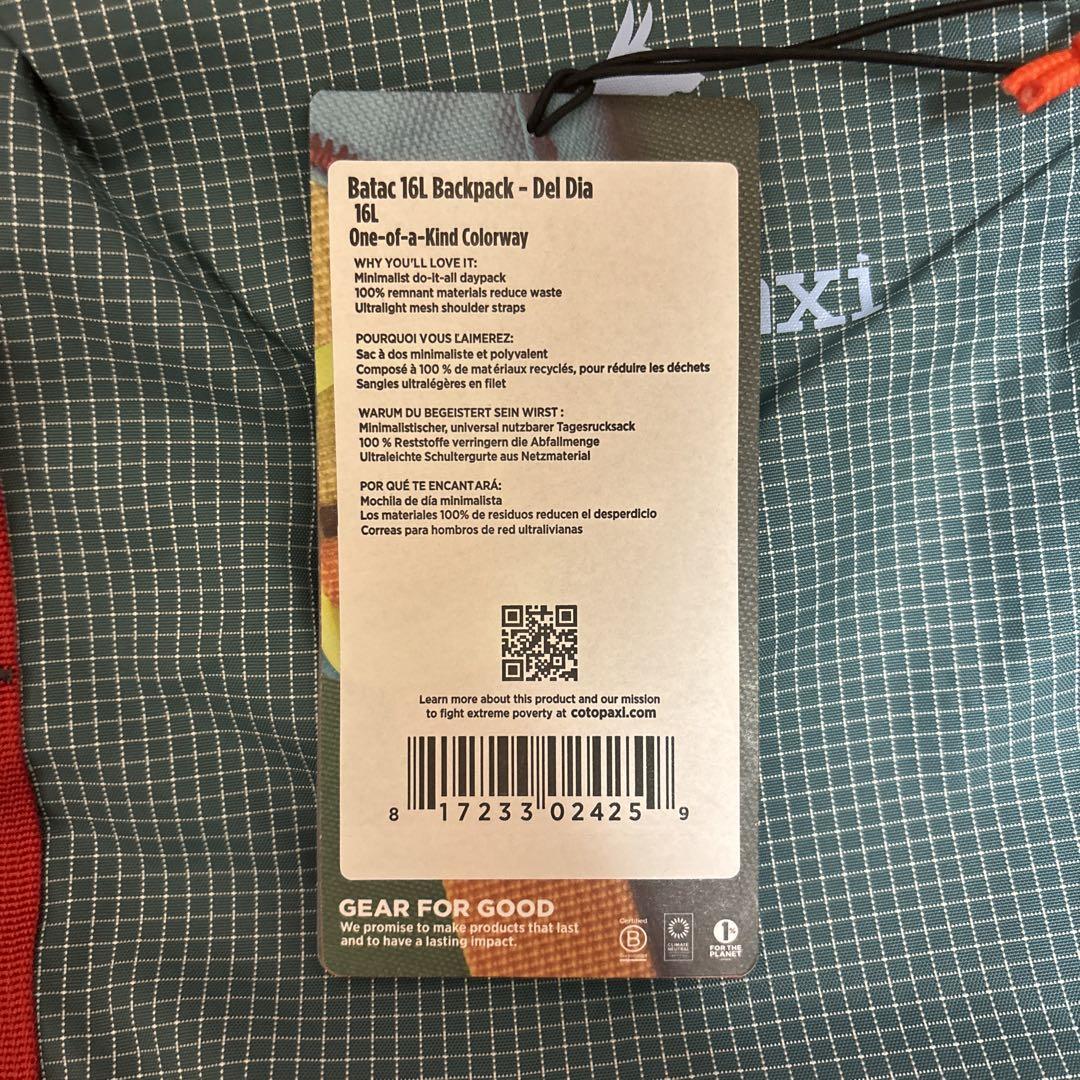 Batac 16L Backpack - Del Dia
16L
One-of-a-Kind Colorway
WHY YOU'LL LOVE IT:
Minimalist do-it-all daypack
100% remnant materials reduce waste
Ultralight mesh shoulder straps
POURQUOI VOUS L'AIMEREZ:
Sac à dos minimaliste et polyvalent
Composé à 100 % de matériaux recyclés, pour réduire les déchets
Sangles ultralégères en filet
WARUM DU BEGEISTERT SEIN WIRST :
Minimalistischer, universal nutzbarer Tagesrucksack
100 % Reststoffe verringern die Abfallmenge
Ultraleichte Schultergurte aus Netzmaterial
POR QUÉ TE ENCANTARÁ:
Mochila de día minimalista
Los materiales 100% de residuos reducen el desperdicio
Correas para hombros de red ultralivianas
Learn more about this product and our mission
to fight extreme poverty at cotopaxi.com
8 17233 02425 9
GEAR FOR GOOD
We promise to make products that last
and to have a lasting impact.
Certified
B
CLIMATE
NEUTRAL
1%
FOR THE
PLANET
axi